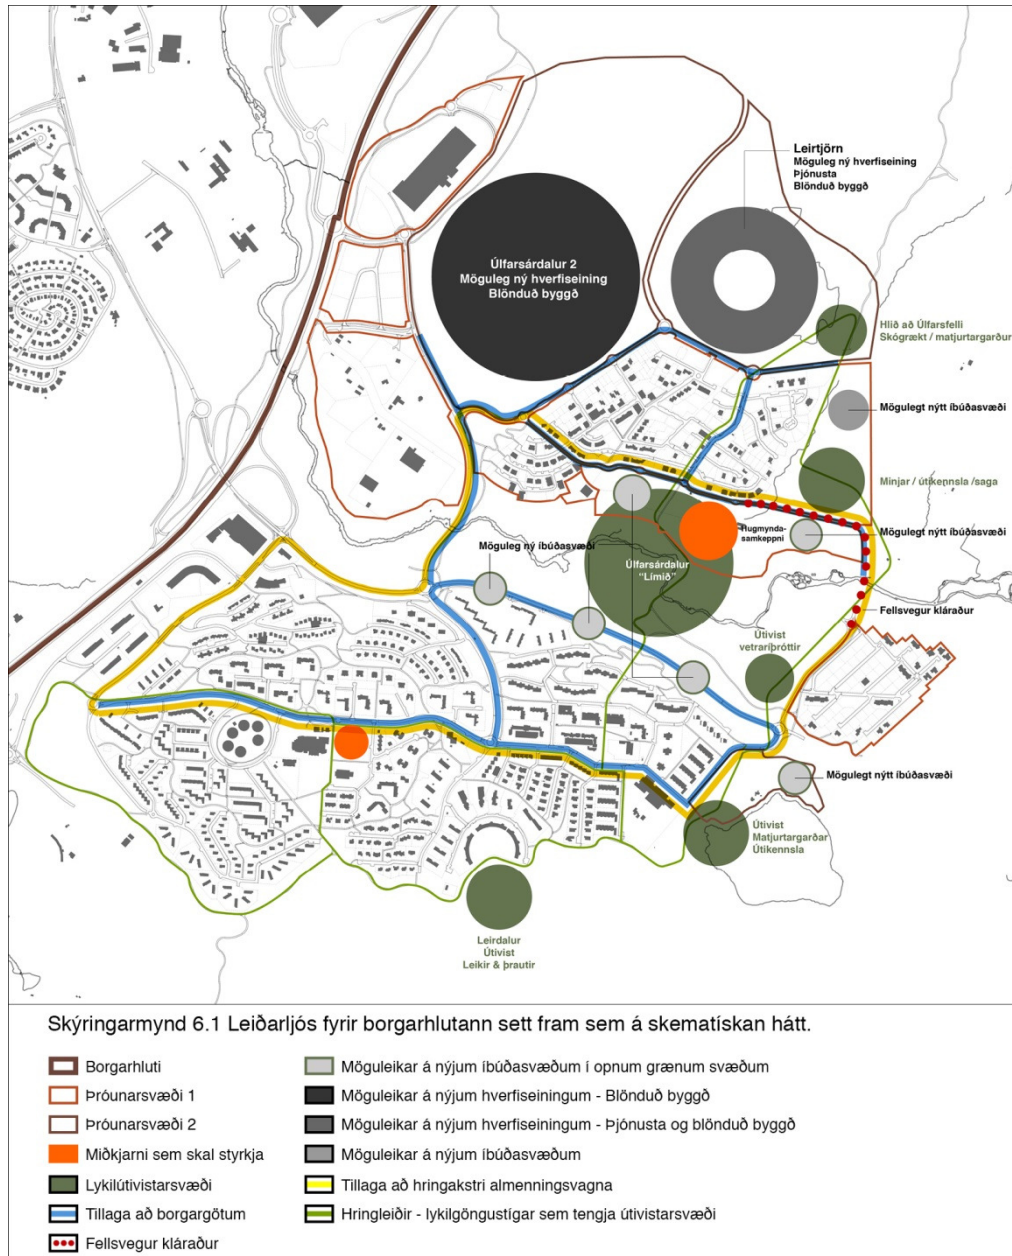 Leirtjörn
Möguleg ný hverfiseining
Þjónusta
Blönduð byggð
Úlfarsárdalur 2
Möguleg ný hverfiseining
Blönduð byggð
Hlið að Úlfarsfelli
Skógrækt / matjurtargarður
Mögulegt nýtt íbúðasvæði
Minjar / útikennsla /saga
Hugmynda-
samkeppni
Mögulegt nýtt íbúðasvæði
Möguleg ný íbúðasvæði
Úlfarsárdalur
"Límið"
Fellsvegur kláraður
Útivist
vetraríþróttir
Mögulegt nýtt íbúðasvæði
Útivist
Matjurtargarðar
Útikennsla
Leirdalur
Útivist
Leikir & þrautir
Skýringarmynd 6.1 Leiðarljós fyrir borgarhlutann sett fram sem á skematískan hátt.
Borgarhluti
Þróunarsvæði 1
Þróunarsvæði 2
Miðkjarni sem skal styrkja
Lykilútivistarsvæði
Tillaga að borgargötum
Fellsvegur kláraður
Möguleikar á nýjum íbúðasvæðum í opnum grænum svæðum
Möguleikar á nýjum hverfiseiningum - Blönduð byggð
Möguleikar á nýjum hverfiseiningum - Þjónusta og blönduð byggð
Möguleikar á nýjum íbúðasvæðum
Tillaga að hringakstri almenningsvagna
Hringleiðir - lykilgöngustígar sem tengja útivistarsvæði